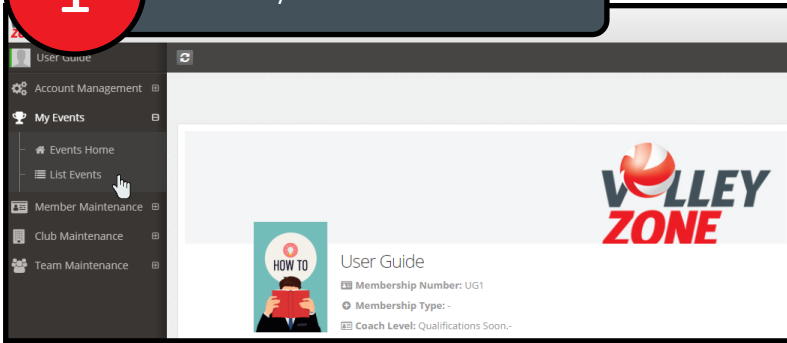 1
User Guide
Account Management
My Events
Events Home
List Events
Member Maintenance
Club Maintenance
Team Maintenance
VOLLEY
ZONE
HOW TO
User Guide
Membership Number: UG1
Membership Type: -
Coach Level: Qualifications Soon.-